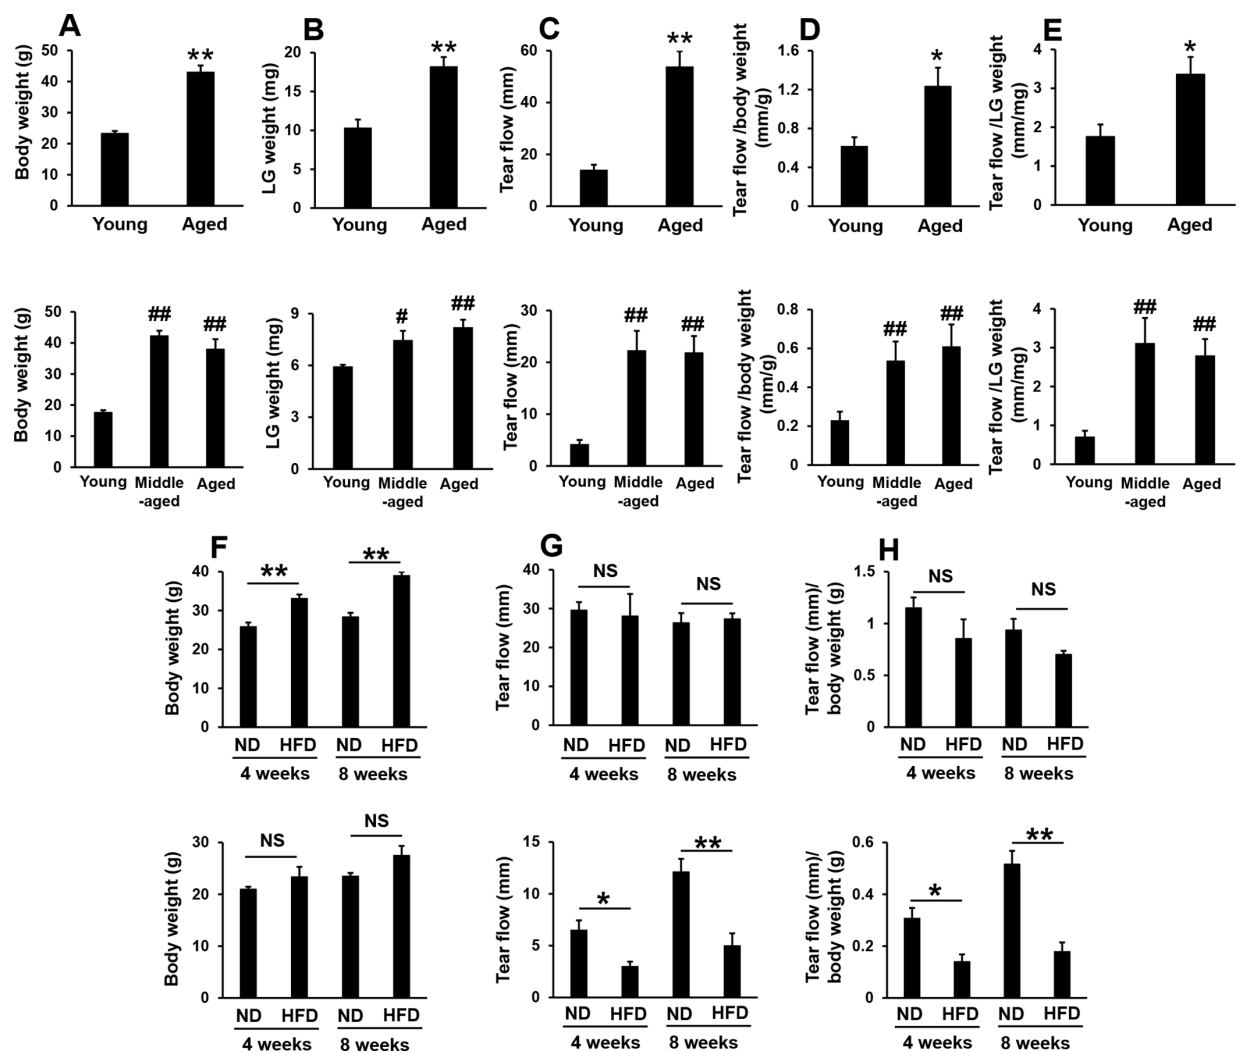 A
B
C
D
E
Body weight (g)
50
40
30
20
10
0
**
Young Aged
LG weight (mg)
20
15
10
5
0
**
Young Aged
Tear flow (mm)
60
40
20
0
**
Young Aged
Tear flow /body weight
(mm/g)
1.6
1.2
0.8
0.4
0
*
Young Aged
Tear flow /LG weight
(mm/mg)
4
3
2
1
0
*
Young Aged
Body weight (g)
50
40
30
20
10
0
##
##
Young Middle Aged
-aged
LG weight (mg)
9
6
3
0
#
##
Young Middle Aged
-aged
Tear flow (mm)
30
20
10
0
##
##
Young Middle Aged
-aged
Tear flow /body weight
(mm/g)
0.8
0.6
0.4
0.2
0
##
##
Young Middle Aged
-aged
Tear flow /LG weight
(mm/mg)
4
3
2
1
0
##
##
Young Middle Aged
-aged
F
G
H
Body weight (g)
40
30
20
10
0
**
**
ND HFD ND HFD
4 weeks 8 weeks
Tear flow (mm)
40
30
20
10
0
NS
NS
ND HFD ND HFD
4 weeks 8 weeks
Tear flow (mm)/
body weight (g)
1.5
1
0.5
0
NS
NS
ND HFD ND HFD
4 weeks 8 weeks
Body weight (g)
30
20
10
0
NS
NS
ND HFD ND HFD
4 weeks 8 weeks
Tear flow (mm)
15
10
5
0
*
**
ND HFD ND HFD
4 weeks 8 weeks
Tear flow (mm)/
body weight (g)
0.6
0.4
0.2
0
*
**
ND HFD ND HFD
4 weeks 8 weeks